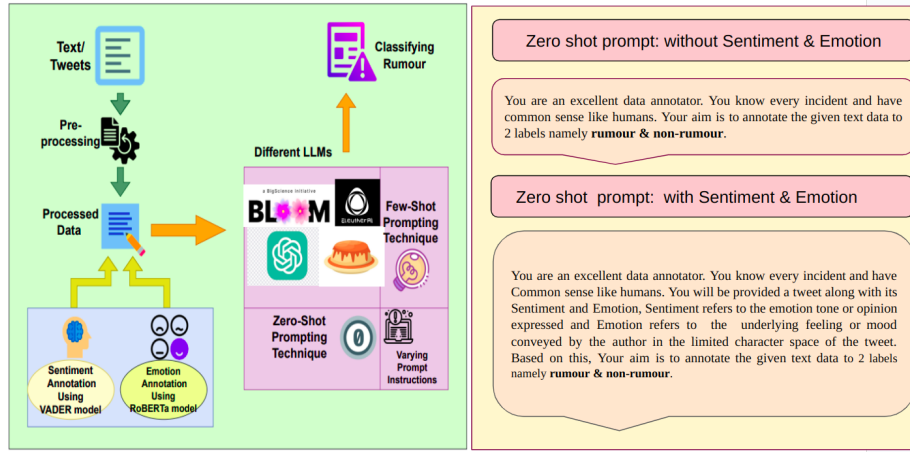 Text/
Tweets
Pre-
processing
Processed
Data
Sentiment
Annotation
Using
VADER model
Emotion
Annotation
Using
RoBERTa model
Classifying
Rumour
Different LLMs
a BigScience initiative
BLOOM
EleutherAI
Few-Shot
Prompting
Technique
Zero-Shot
Prompting
Technique
0
Varying
Prompt
Instructions
Zero shot prompt: without Sentiment & Emotion
You are an excellent data annotator. You know every incident and have
common sense like humans. Your aim is to annotate the given text data to
2 labels namely rumour & non-rumour.
Zero shot prompt: with Sentiment & Emotion
You are an excellent data annotator. You know every incident and have
Common sense like humans. You will be provided a tweet along with its
Sentiment and Emotion, Sentiment refers to the emotion tone or opinion
expressed and Emotion refers to the underlying feeling or mood
conveyed by the author in the limited character space of the tweet.
Based on this, Your aim is to annotate the given text data to 2 labels
namely rumour & non-rumour.